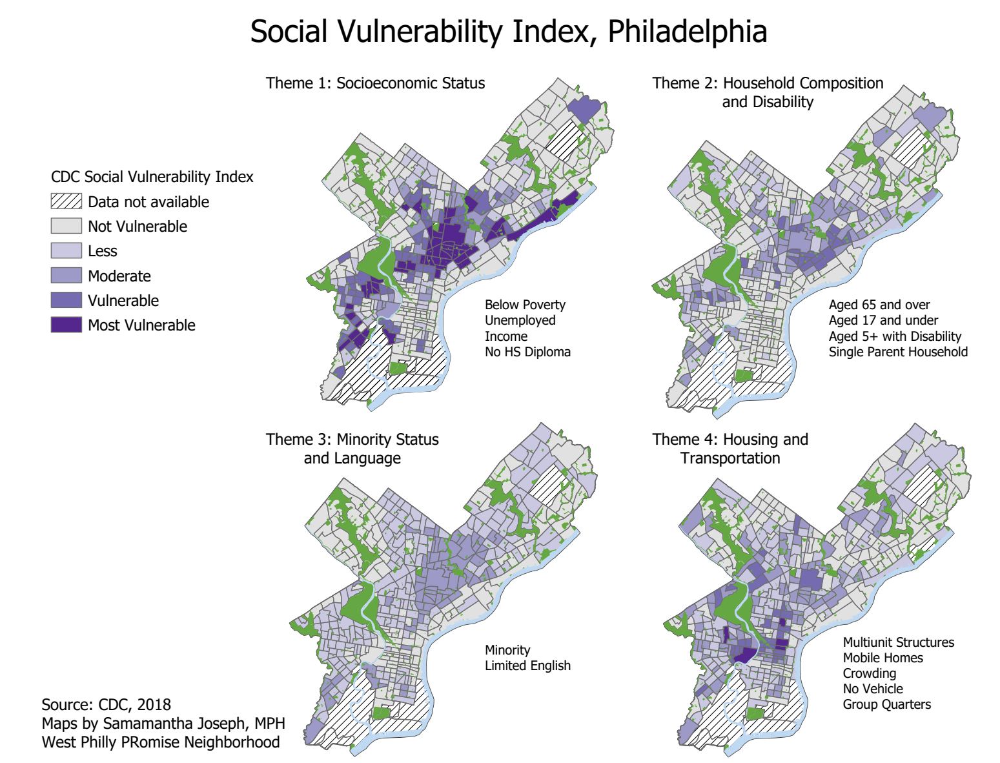 Social Vulnerability Index, Philadelphia
Theme 1: Socioeconomic Status
Theme 2: Household Composition
and Disability
CDC Social Vulnerability Index
Data not available
Not Vulnerable
Less
Moderate
Vulnerable
Most Vulnerable
Below Poverty
Unemployed
Income
No HS Diploma
Aged 65 and over
Aged 17 and under
Aged 5+ with Disability
Single Parent Household
Theme 3: Minority Status
and Language
Theme 4: Housing and
Transportation
Minority
Limited English
Multiunit Structures
Mobile Homes
Crowding
No Vehicle
Group Quarters
Source: CDC, 2018
Maps by Samamantha Joseph, MPH
West Philly PRomise Neighborhood